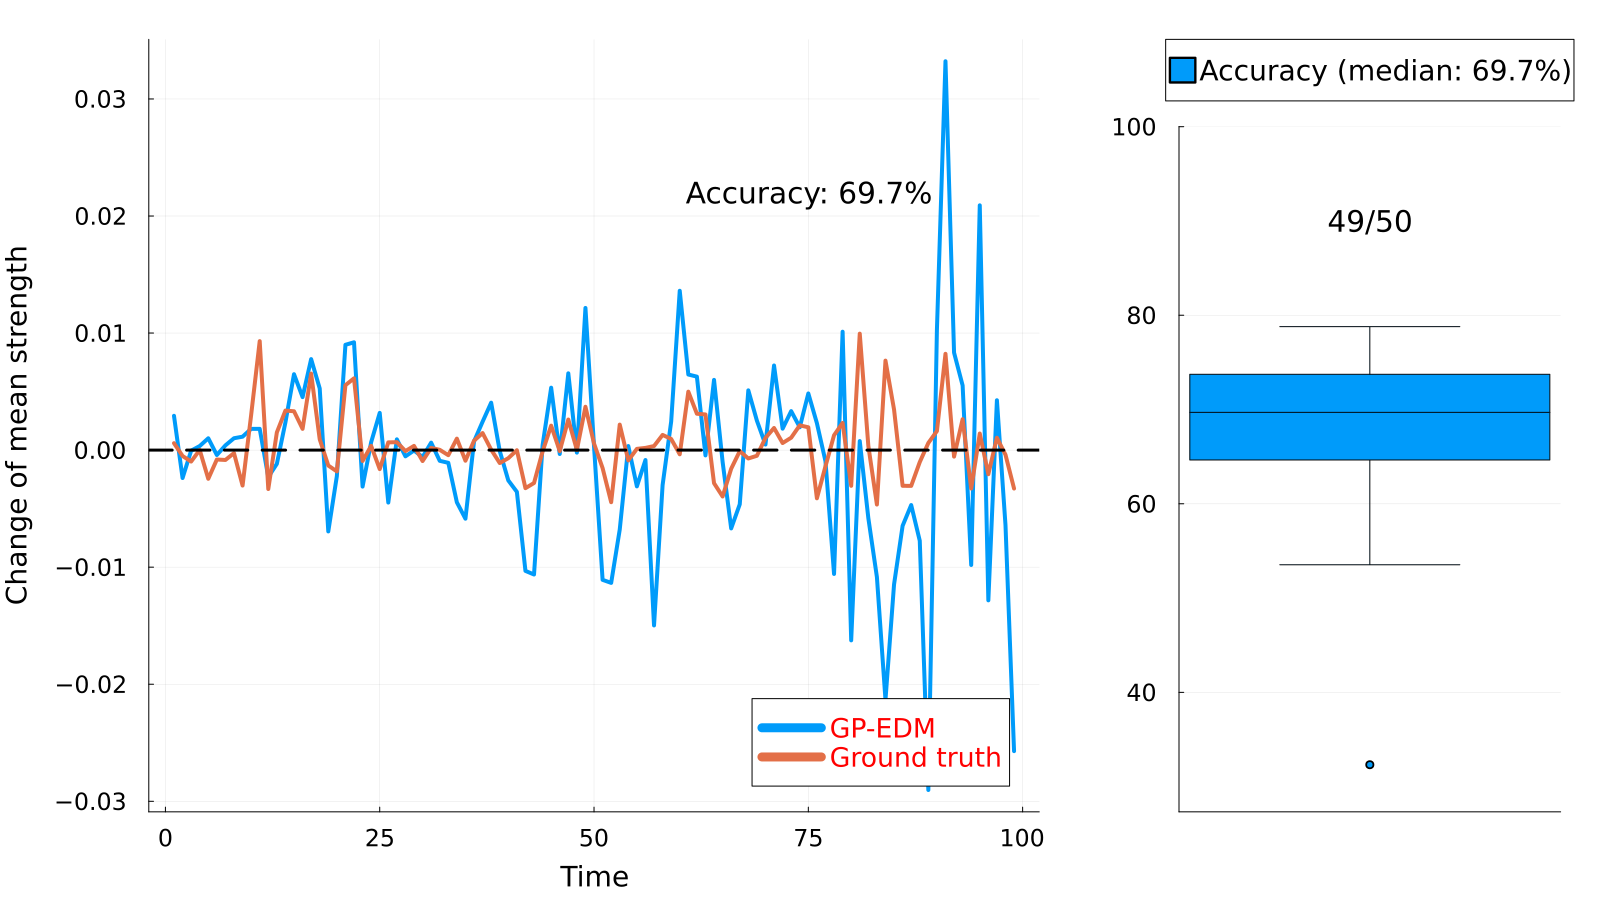 Change of mean strength
0.03
0.02
0.01
0.00
−0.01
−0.02
−0.03
Accuracy: 69.7%
GP-EDM
Ground truth
0 25 50 75 100
Time
Accuracy (median: 69.7%)
100
80
60
40
49/50